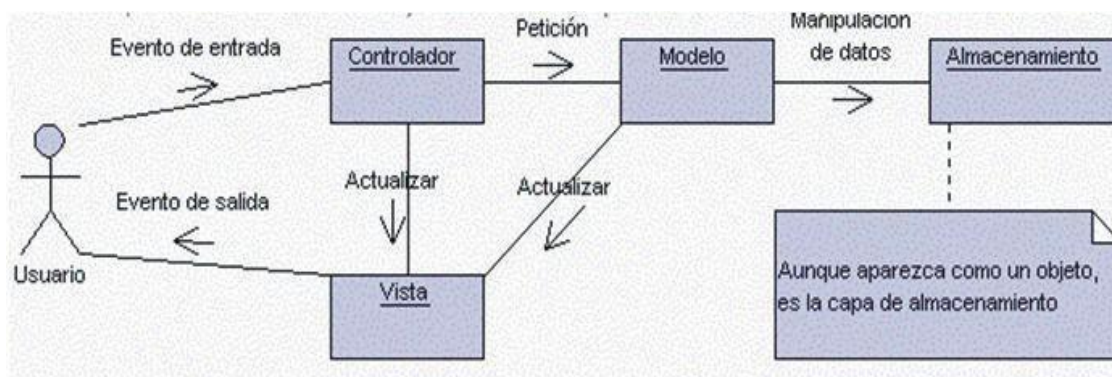 Evento de entrada
Controlador
Petición
Modelo
Manipulacion
de datos
Almacenamiento
Actualizar
Actualizar
Evento de salida
Usuario
Vista
Aunque aparezca como un objeto,
es la capa de almacenamiento